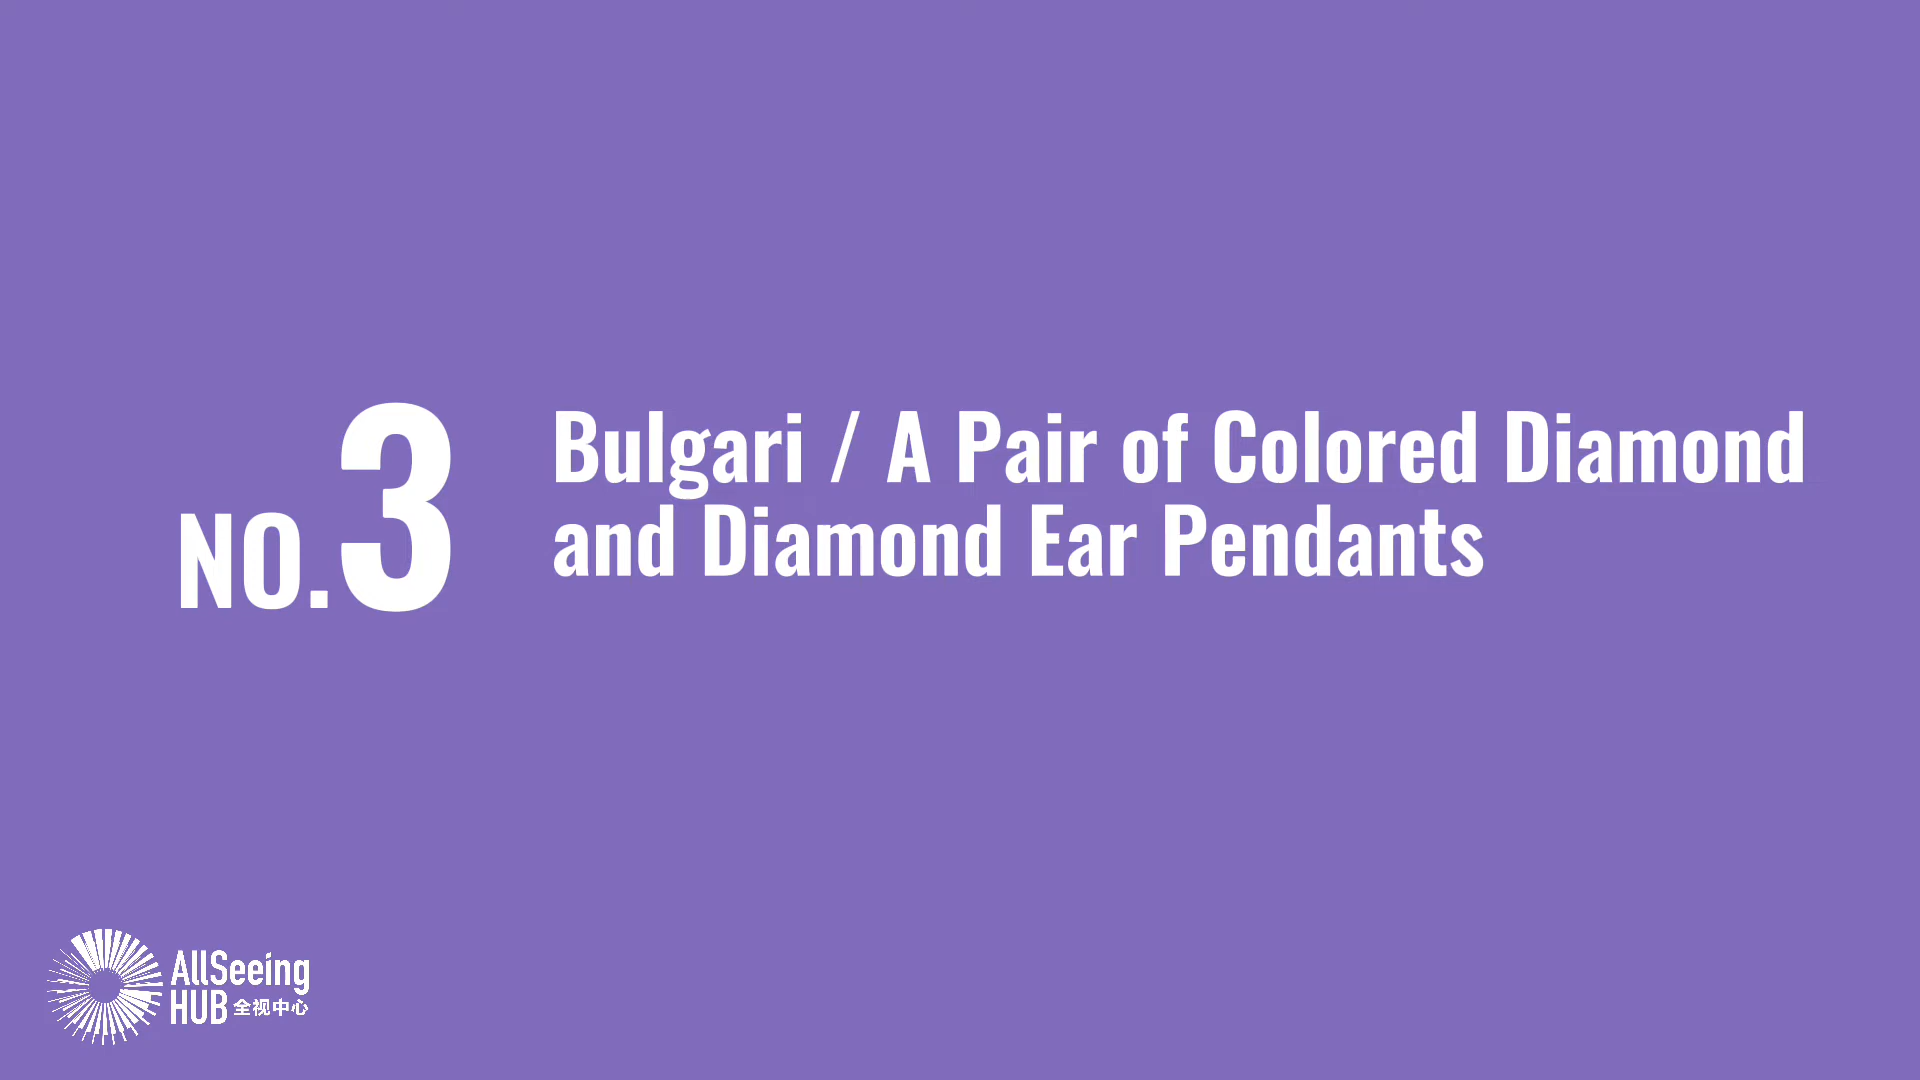 NO.3
Bulgari / A Pair of Colored Diamond
and Diamond Ear Pendants
AllSeeing
HUB 全视中心